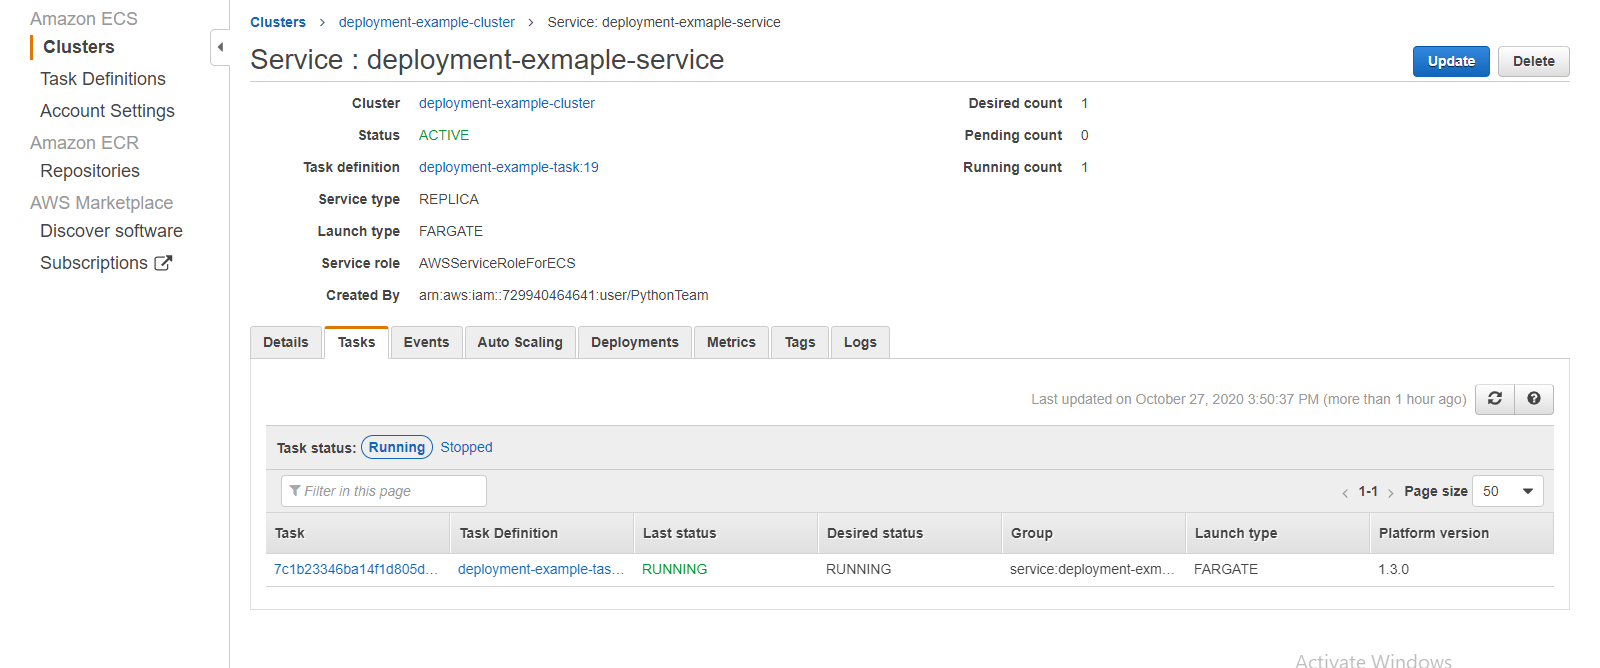 Amazon ECS
Clusters
Task Definitions
Account Settings
Amazon ECR
Repositories
AWS Marketplace
Discover software
Subscriptions
Clusters > deployment-example-cluster > Service: deployment-exmaple-service
Service : deployment-exmaple-service
Update Delete
Cluster deployment-example-cluster
Status ACTIVE
Task definition deployment-example-task:19
Service type REPLICA
Launch type FARGATE
Service role AWSServiceRoleForECS
Created By arn:aws:iam::729940464641:user/PythonTeam
Desired count 1
Pending count 0
Running count 1
Details Tasks Events Auto Scaling Deployments Metrics Tags Logs
Last updated on October 27, 2020 3:50:37 PM (more than 1 hour ago)
Task status: Running Stopped
Filter in this page
< 1-1 > Page size 50
Task Task Definition Last status Desired status Group Launch type Platform version
7c1b23346ba14f1d805d... deployment-example-tas... RUNNING RUNNING service:deployment-exm... FARGATE 1.3.0
Activate Windows